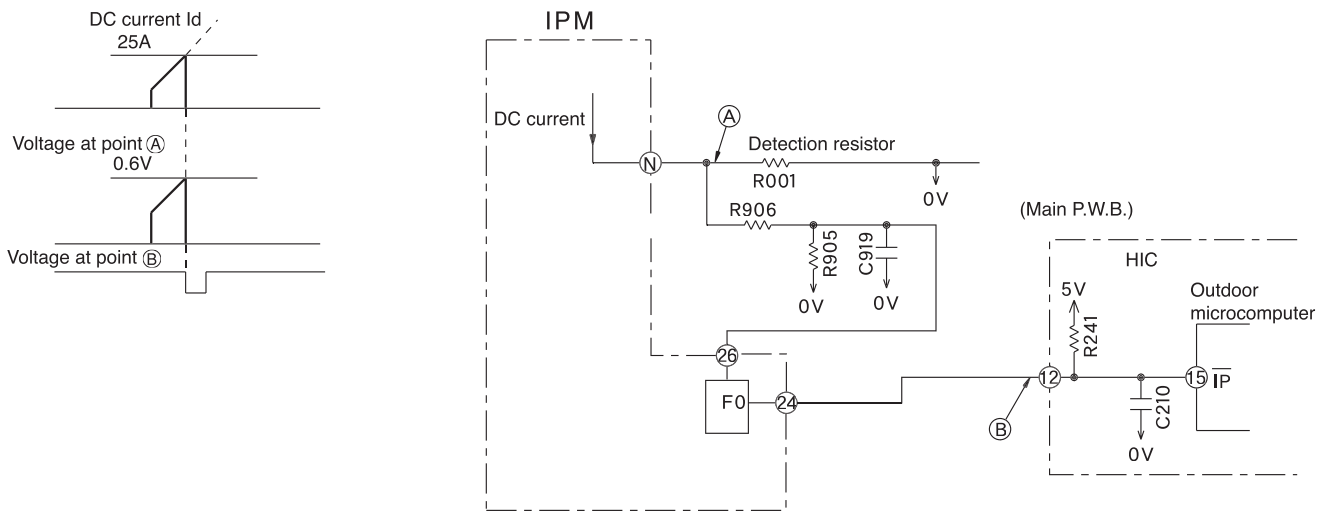 DC current Id
25A
Voltage at point Ⓐ
0.6V
Voltage at point Ⓑ
IPM
DC current
N
A
Detection resistor
R001
0V
R906
R905
C919
0V
0V
26
F0
24
B
(Main P.W.B.)
HIC
5V
R241
Outdoor
microcomputer
12
15
IP
C210
0V